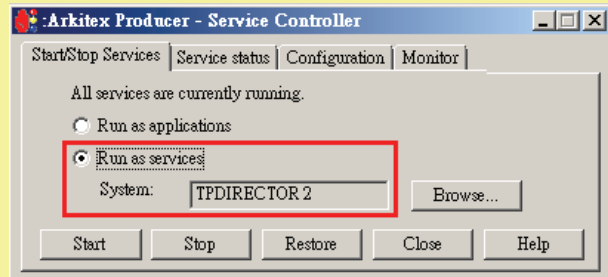 :Arkitex Producer - Service Controller
Start/Stop Services Service status Configuration Monitor
All services are currently running.
Run as applications
Run as services
System: TPDIRECTOR 2 Browse...
Start Stop Restore Close Help